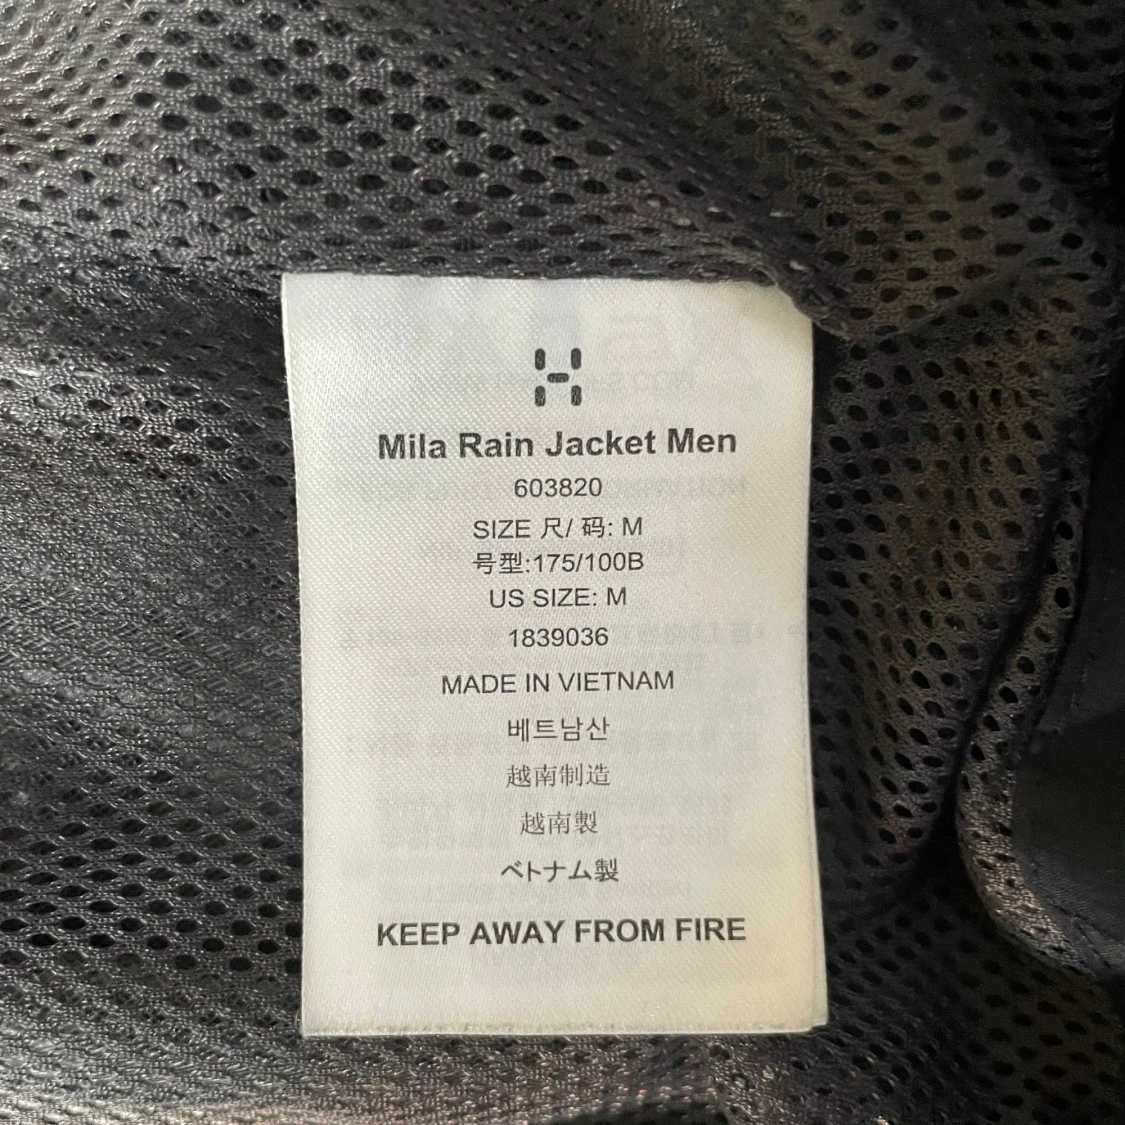 Mila Rain Jacket Men
603820
SIZE 尺/ 码: M
号型:175/100B
US SIZE: M
1839036
MADE IN VIETNAM
베트남산
越南制造
越南製
ベトナム製
KEEP AWAY FROM FIRE